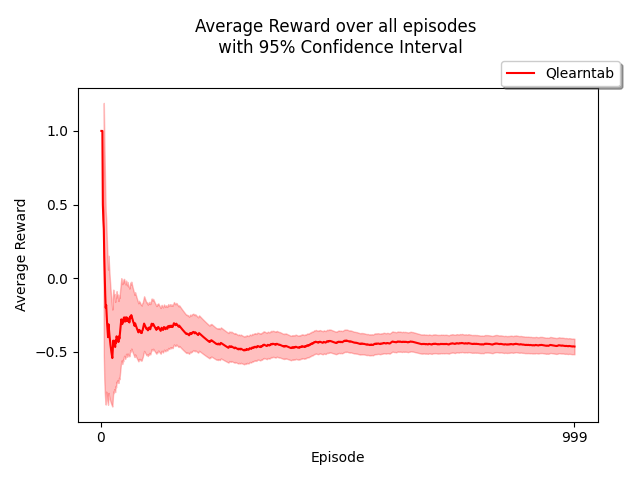 Average Reward over all episodes
with 95% Confidence Interval
Qlearntab
1.0
0.5
0.0
−0.5
Average Reward
0
999
Episode